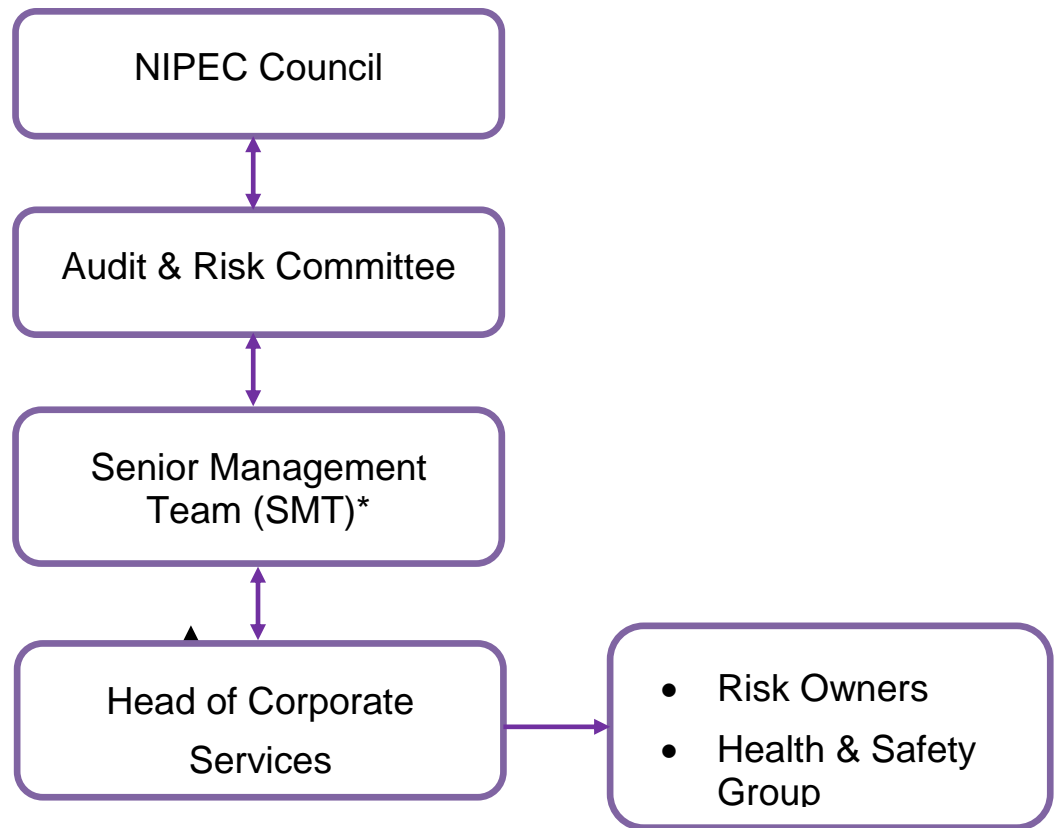 NIPEC Council
Audit & Risk Committee
Senior Management
Team (SMT)*
Head of Corporate
Services
• Risk Owners
• Health & Safety
Group